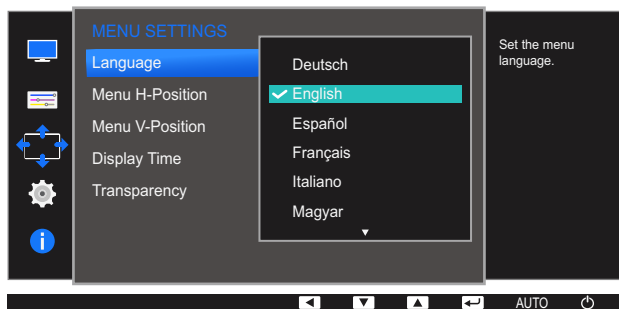 MENU SETTINGS
Language
Menu H-Position
Menu V-Position
Display Time
Transparency
Deutsch
English
Español
Français
Italiano
Magyar
Set the menu
language.
AUTO